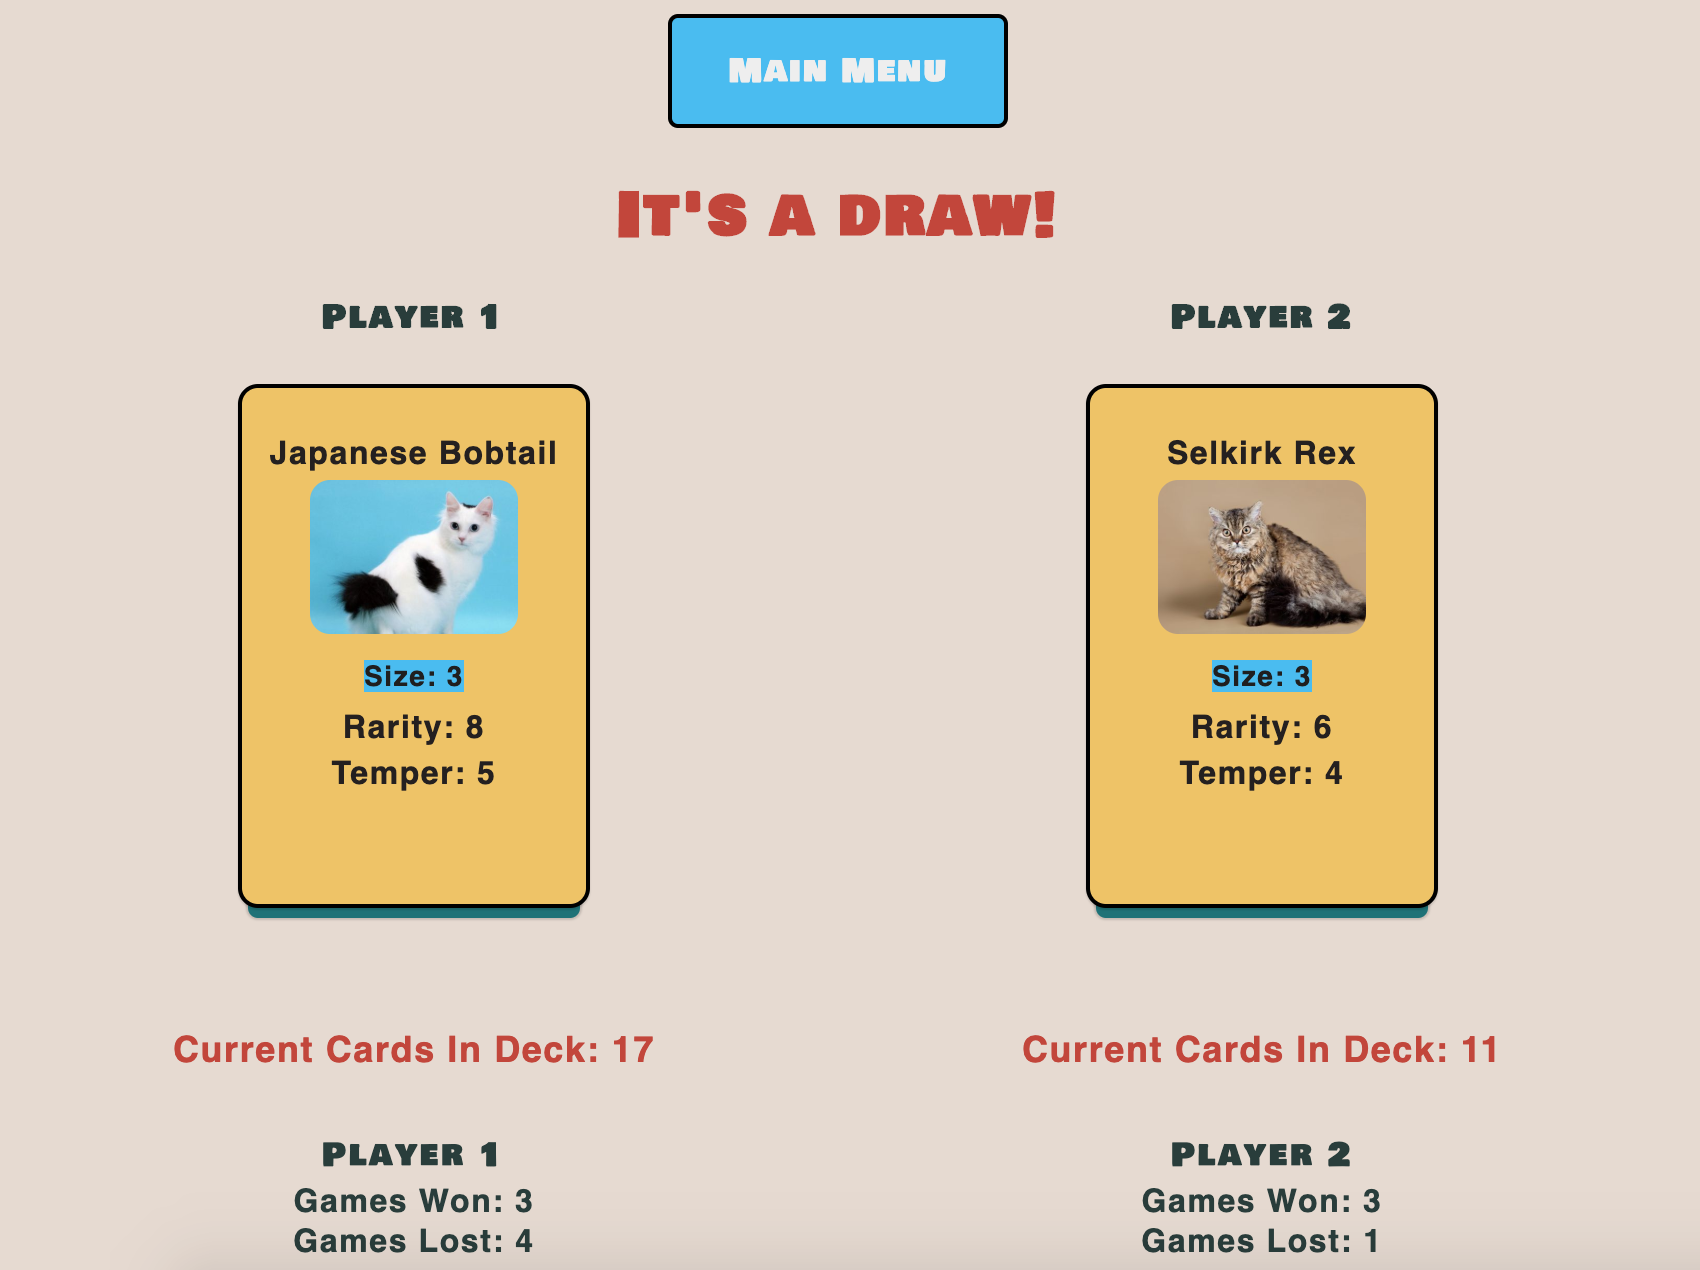 Main Menu
It's a draw!
Player 1
Player 2
Japanese Bobtail
Size: 3
Rarity: 8
Temper: 5
Selkirk Rex
Size: 3
Rarity: 6
Temper: 4
Current Cards In Deck: 17
Current Cards In Deck: 11
Player 1
Games Won: 3
Games Lost: 4
Player 2
Games Won: 3
Games Lost: 1